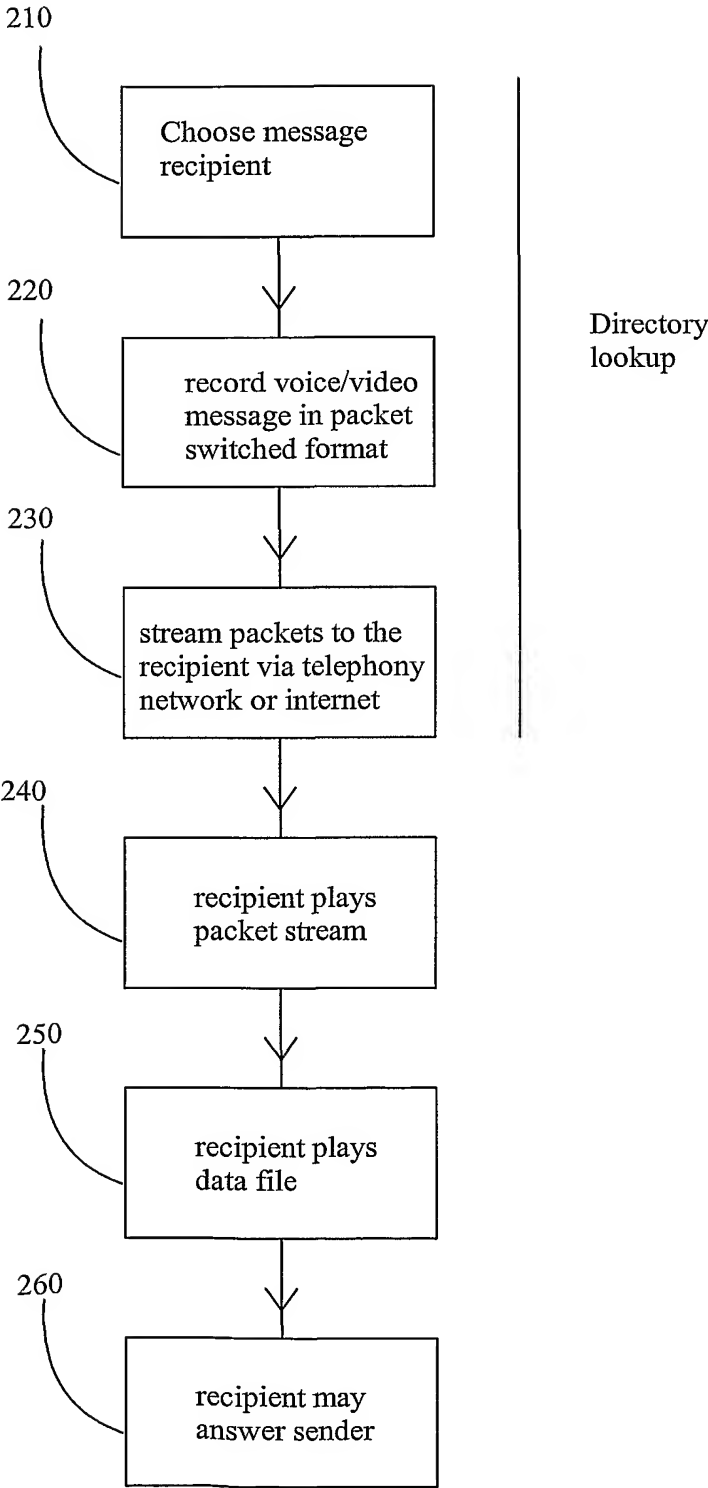 210
Choose message
recipient
220
record voice/video
message in packet
switched format
Directory
lookup
230
stream packets to the
recipient via telephony
network or internet
240
recipient plays
packet stream
250
recipient plays
data file
260
recipient may
answer sender